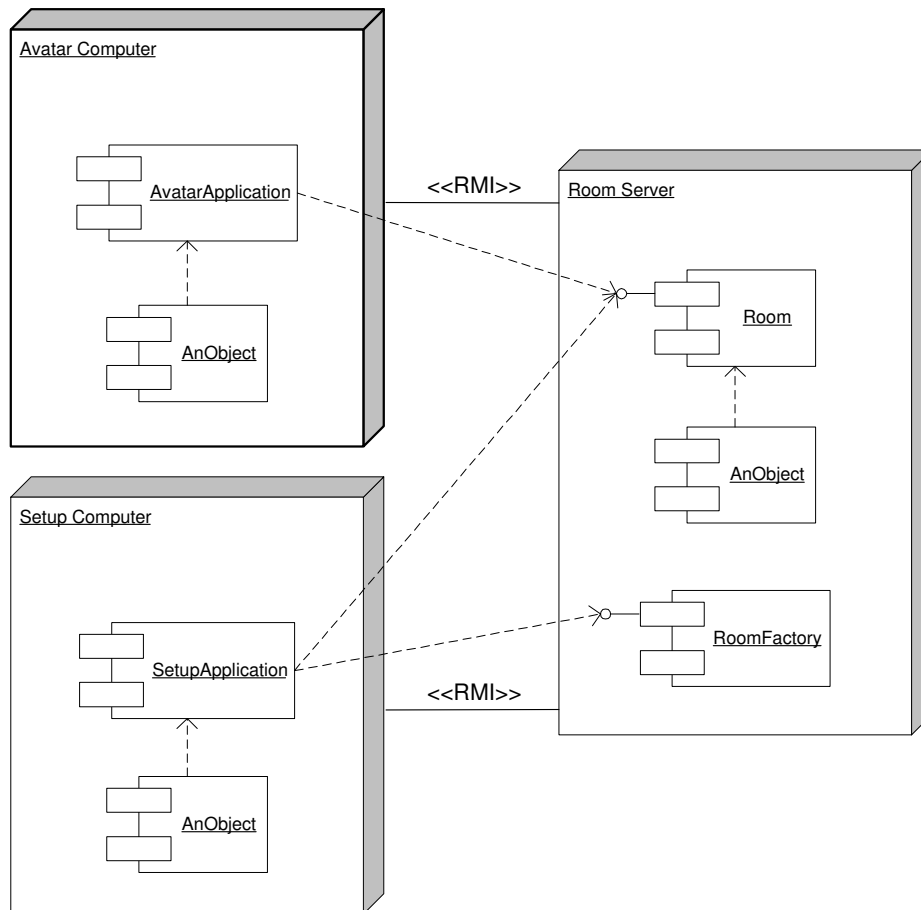 Avatar Computer
AvatarApplication
AnObject
<<RMI>>
Room Server
Room
AnObject
RoomFactory
Setup Computer
SetupApplication
<<RMI>>
AnObject